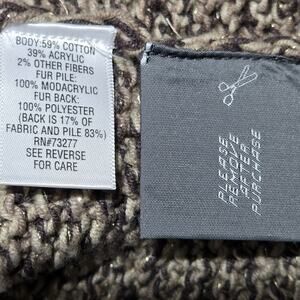 BODY:59% COTTON
39% ACRYLIC
2% OTHER FIBERS
FUR PILE:
100% MODACRYLIC
FUR BACK:
100% POLYESTER
(BACK IS 17% OF
FABRIC AND PILE 83%)
RN#73277
SEE REVERSE
FOR CARE
PLEASE
REMOVE
AFTER
PURCHASE